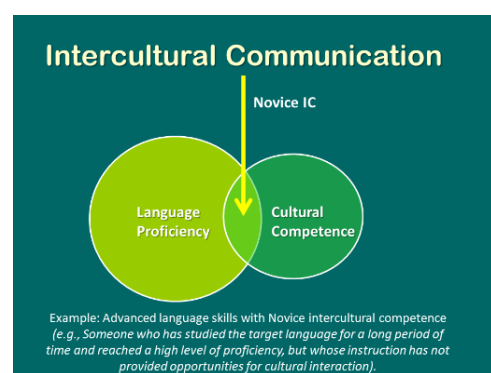 Intercultural Communication
Novice IC
Language
Proficiency
Cultural
Competence
Example: Advanced language skills with Novice intercultural competence
(e.g., Someone who has studied the target language for a long period of
time and reached a high level of proficiency, but whose instruction has not
provided opportunities for cultural interaction).